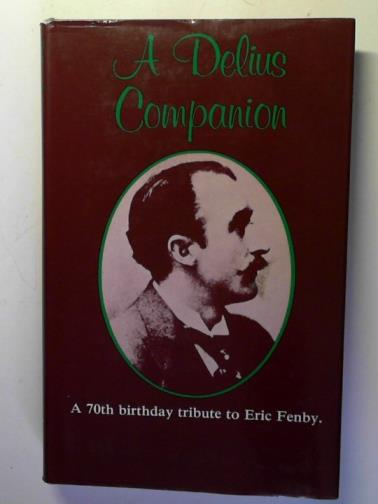 A Delius
Companion
A 70th birthday tribute to Eric Fenby.